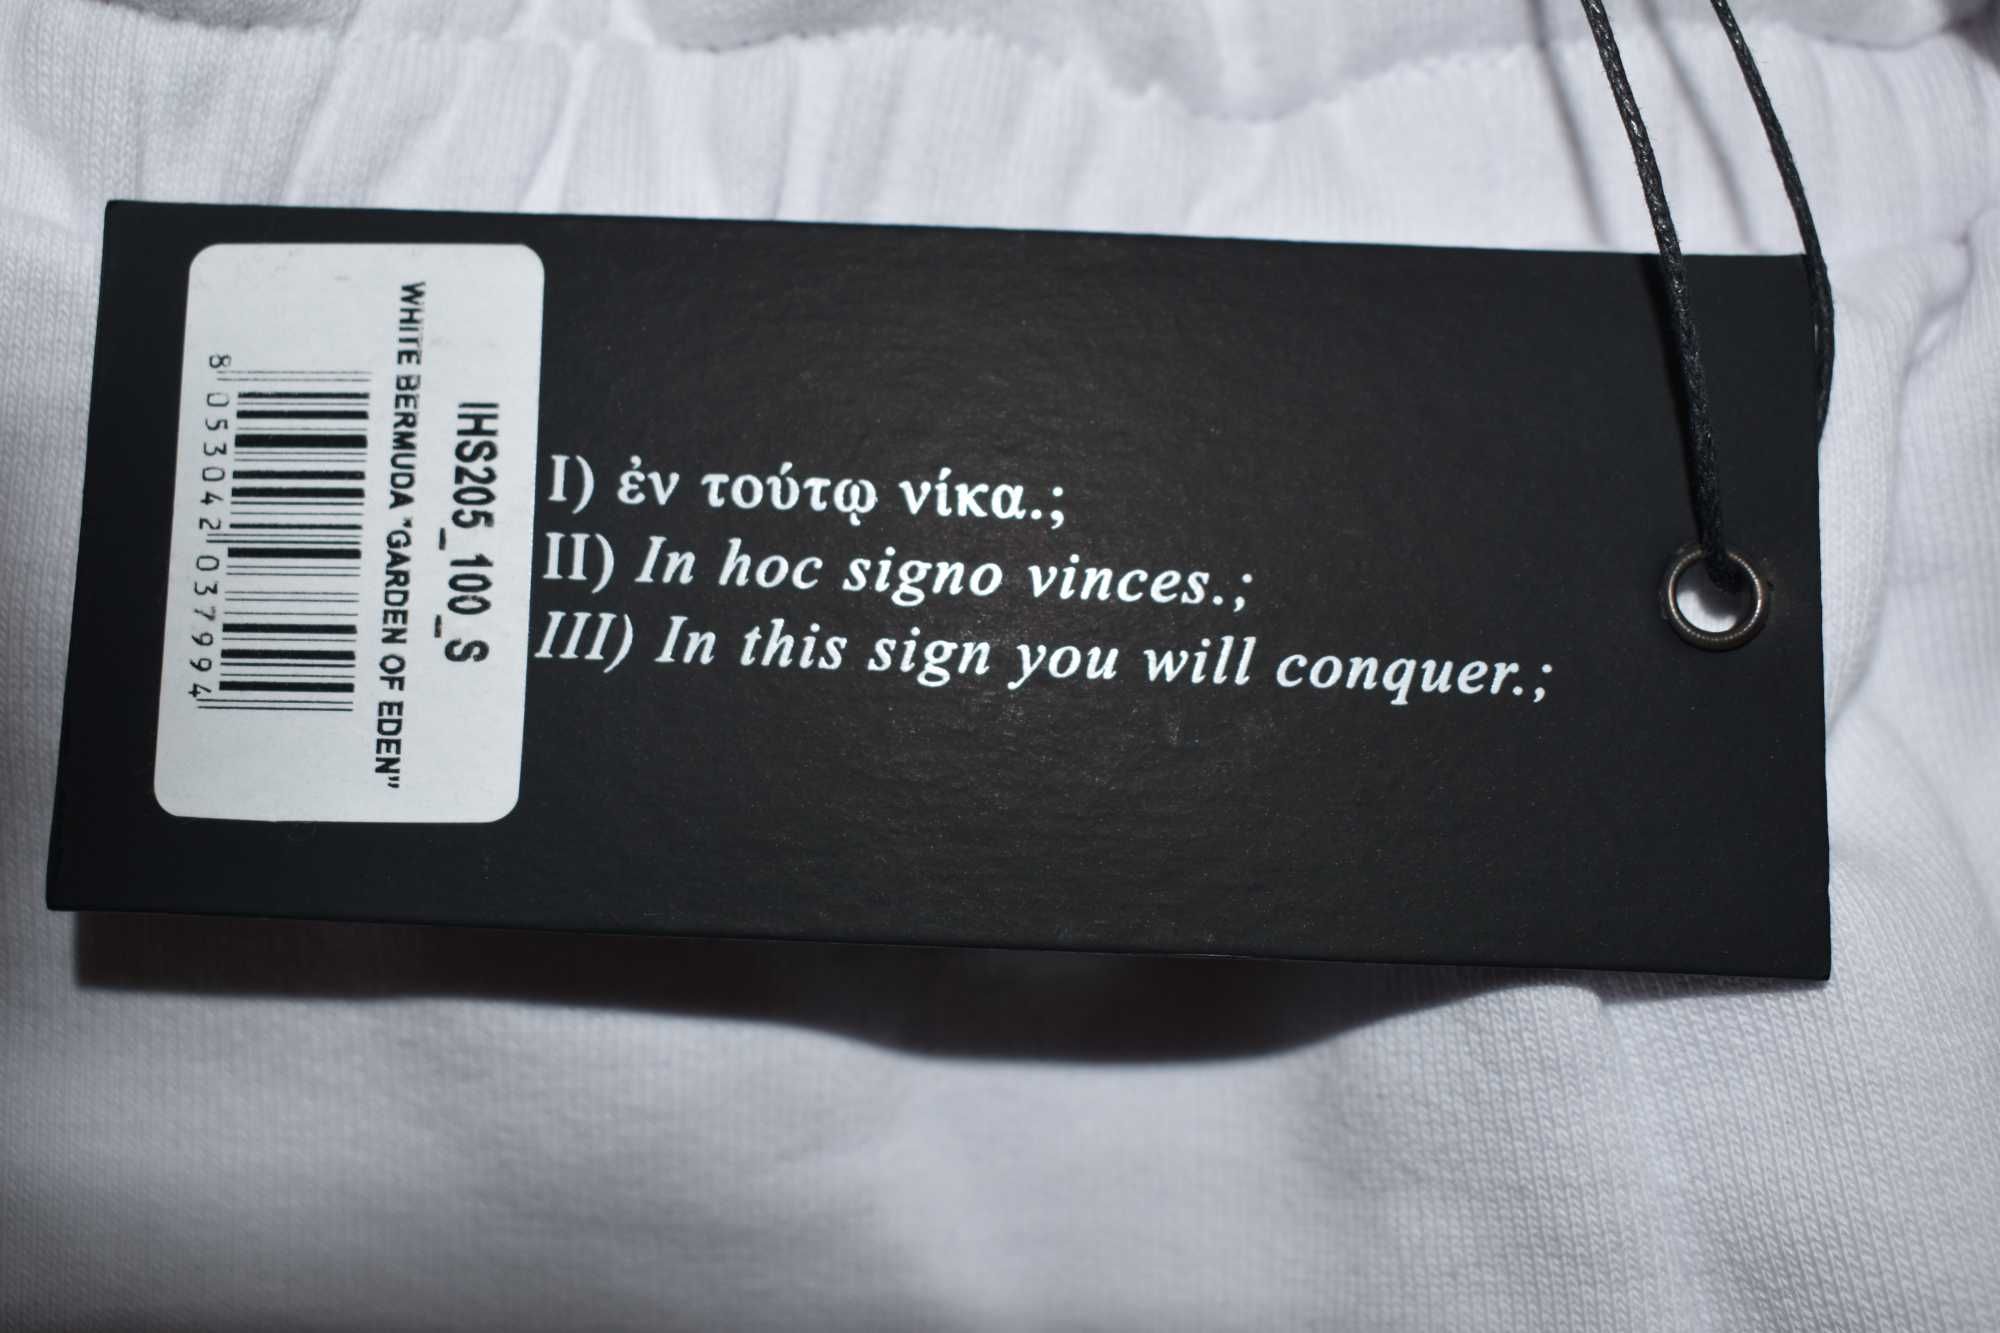 I) ἐν τούτῳ νίκα.;
II) In hoc signo vinces.;
III) In this sign you will conquer.;
IHS205_100_S
WHITE BERMUDA "GARDEN OF EDEN"
8 053042 037994